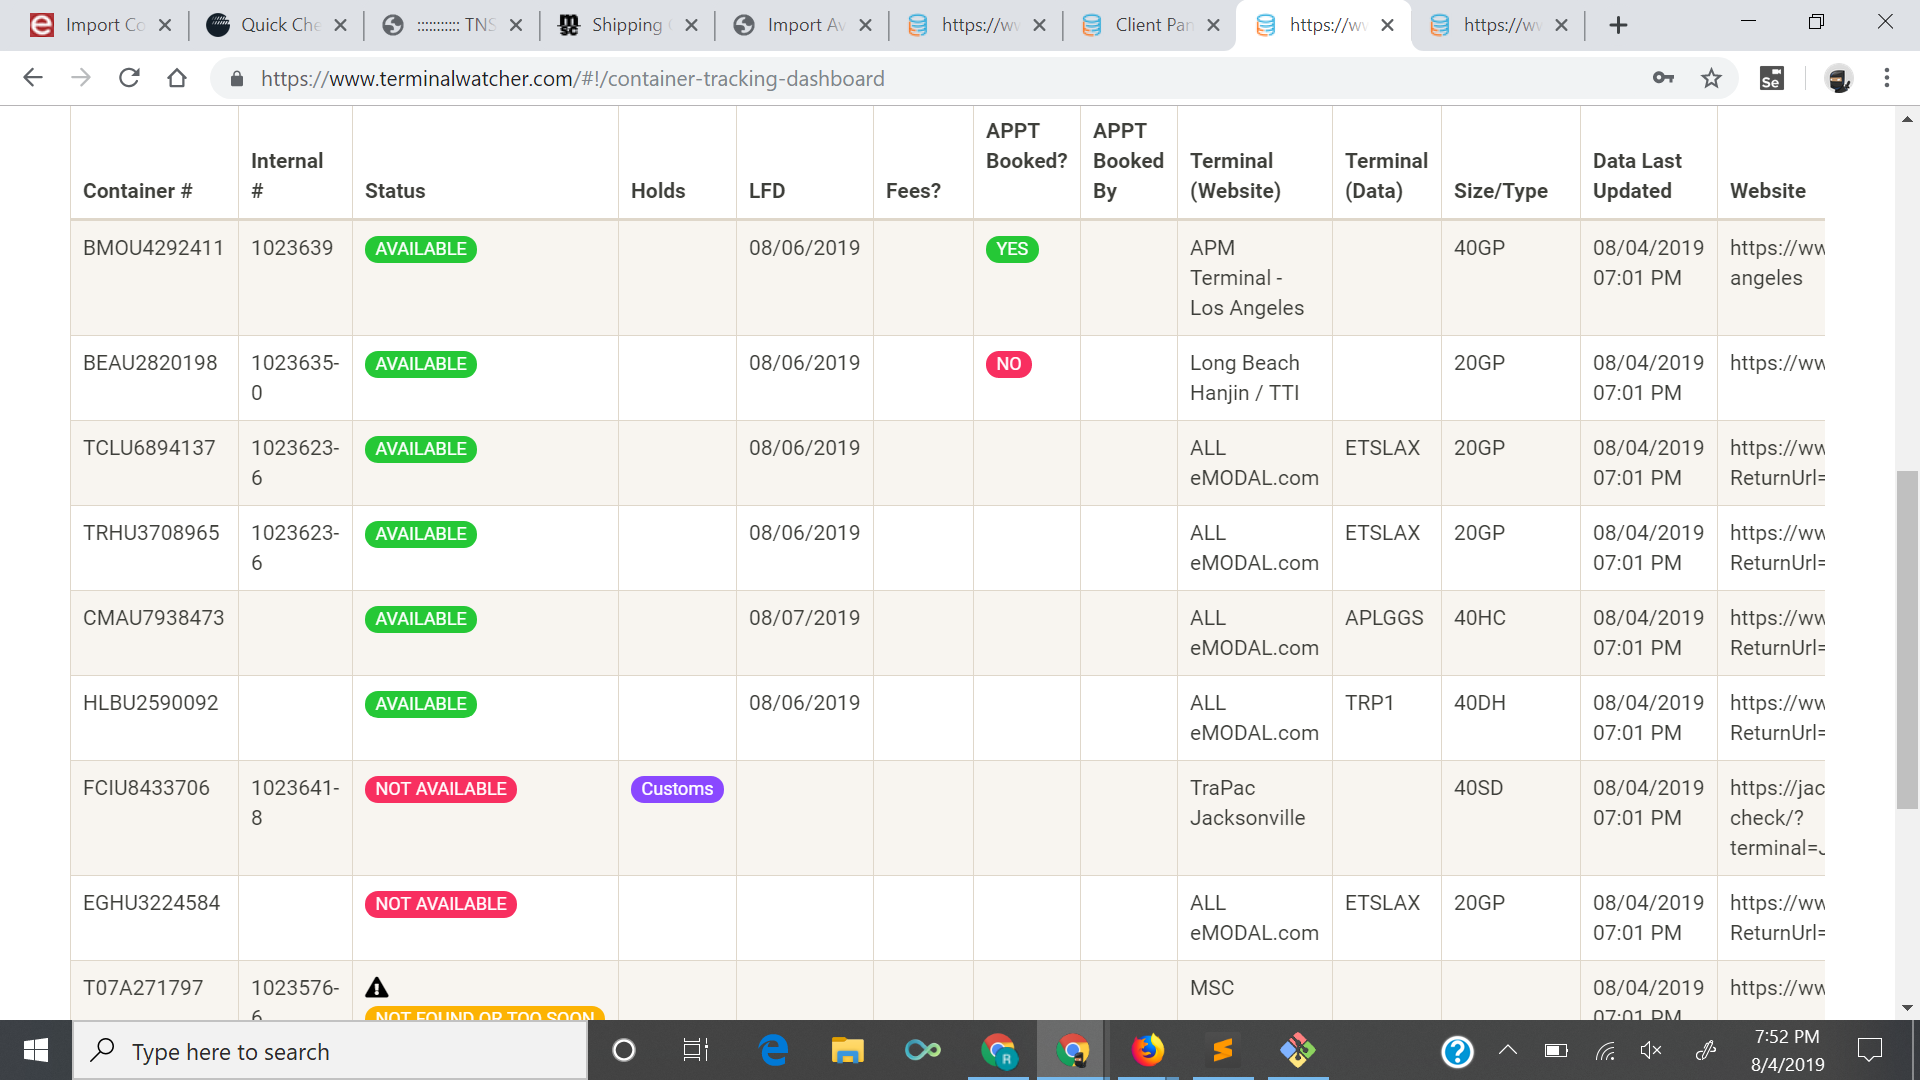 Import Co
Quick Che
::::::::::: TNS
Shipping
Import Av
https://ww
Client Pan
https://ww
https://ww
https://www.terminalwatcher.com/#!/container-tracking-dashboard
Se
Container #
Internal
#
Status
Holds
LFD
Fees?
APPT
Booked?
APPT
Booked
By
Terminal
(Website)
Terminal
(Data)
Size/Type
Data Last
Updated
Website
BMOU4292411
1023639
AVAILABLE
08/06/2019
YES
APM
Terminal -
Los Angeles
40GP
08/04/2019
07:01 PM
https://ww
angeles
BEAU2820198
1023635-
0
AVAILABLE
08/06/2019
NO
Long Beach
Hanjin / TTI
20GP
08/04/2019
07:01 PM
https://ww
TCLU6894137
1023623-
6
AVAILABLE
08/06/2019
ALL
eMODAL.com
ETSLAX
20GP
08/04/2019
07:01 PM
https://ww
ReturnUrl=
TRHU3708965
1023623-
6
AVAILABLE
08/06/2019
ALL
eMODAL.com
ETSLAX
20GP
08/04/2019
07:01 PM
https://ww
ReturnUrl=
CMAU7938473
AVAILABLE
08/07/2019
ALL
eMODAL.com
APLGGS
40HC
08/04/2019
07:01 PM
https://ww
ReturnUrl=
HLBU2590092
AVAILABLE
08/06/2019
ALL
eMODAL.com
TRP1
40DH
08/04/2019
07:01 PM
https://ww
ReturnUrl=
FCIU8433706
1023641-
8
NOT AVAILABLE
Customs
TraPac
Jacksonville
40SD
08/04/2019
07:01 PM
https://jac
check/?
terminal=J
EGHU3224584
NOT AVAILABLE
ALL
eMODAL.com
ETSLAX
20GP
08/04/2019
07:01 PM
https://ww
ReturnUrl=
T07A271797
1023576-
6
NOT FOUND OR TOO SOON
MSC
08/04/2019
07:01 PM
https://ww
Type here to search
7:52 PM
8/4/2019